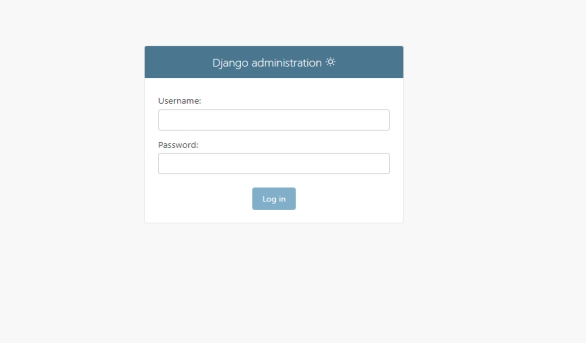 Django administration
Username:
Password:
Log in